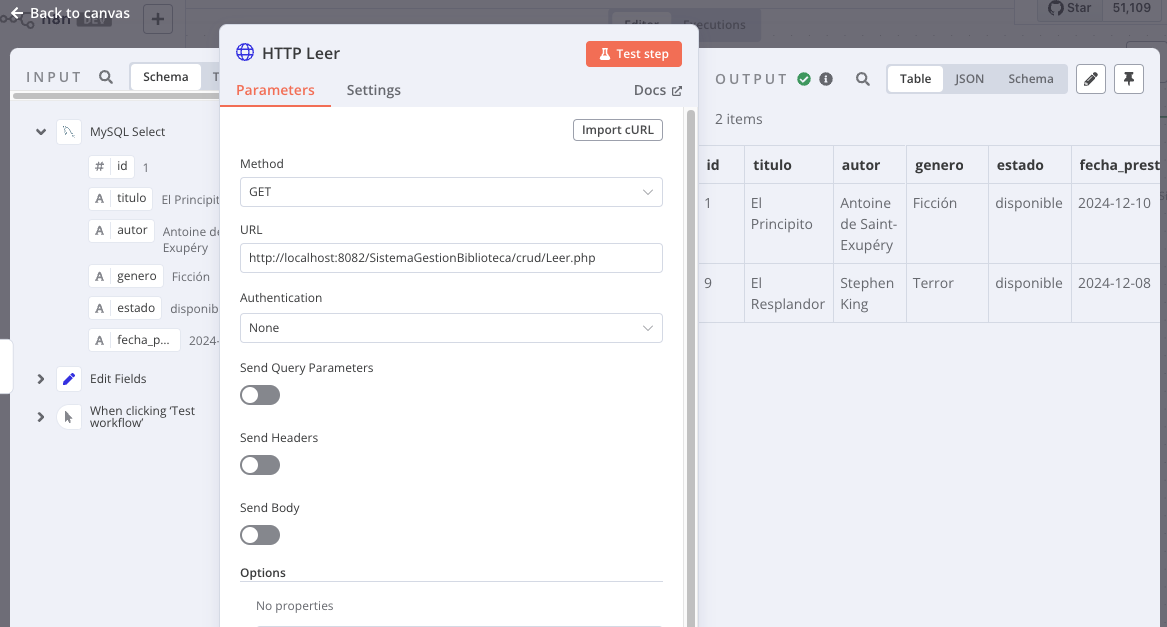 Back to canvas
n8n DEV
Editor
Executions
Star
51,109
INPUT
Schema
T
MySQL Select
# id 1
A titulo El Principit
A autor Antoine de
Exupéry
A genero Ficción
A estado disponib
A fecha_p... 2024-
Edit Fields
When clicking ‘Test
workflow’
HTTP Leer
Test step
Parameters
Settings
Docs
Import cURL
Method
GET
URL
http://localhost:8082/SistemaGestionBiblioteca/crud/Leer.php
Authentication
None
Send Query Parameters
Send Headers
Send Body
Options
No properties
OUTPUT
Table
JSON
Schema
2 items
id titulo autor genero estado fecha_prest
1 El Antoine Ficción disponible 2024-12-10
Principito de Saint-
Exupéry
9 El Stephen Terror disponible 2024-12-08
Resplandor King